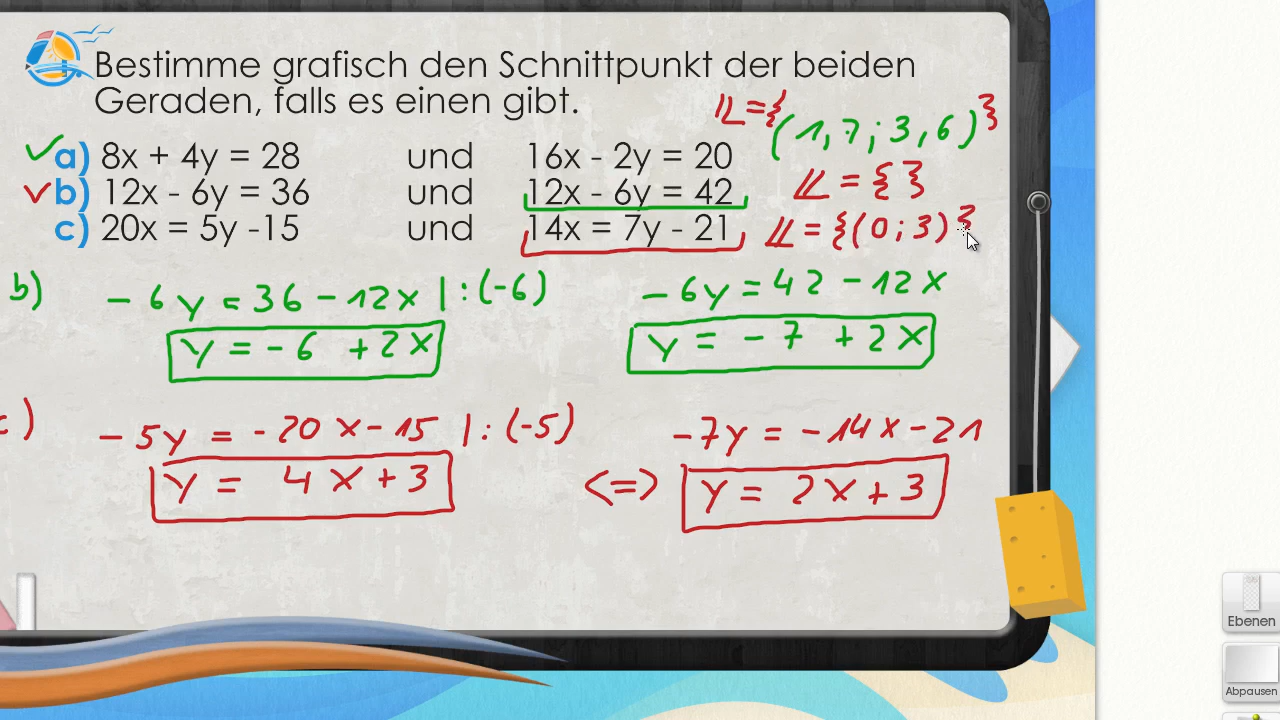 1. Bestimme grafisch den Schnittpunkt der beiden
Geraden, falls es einen gibt.
a) 8x + 4y = 28 und 16x - 2y = 20 𝕃={(1,7;3,6)}
b) 12x - 6y = 36 und 12x - 6y = 42 𝕃={ }
c) 20x = 5y -15 und 14x = 7y - 21 𝕃={(0;3)}
b) -6y = 36 - 12x |:(-6) -6y = 42 - 12x
y = -6 + 2x y = -7 + 2x
c) -5y = -20x - 15 |:(-5) -7y = -14x - 21
y = 4x + 3 <=> y = 2x + 3
Ebenen
Abpausen